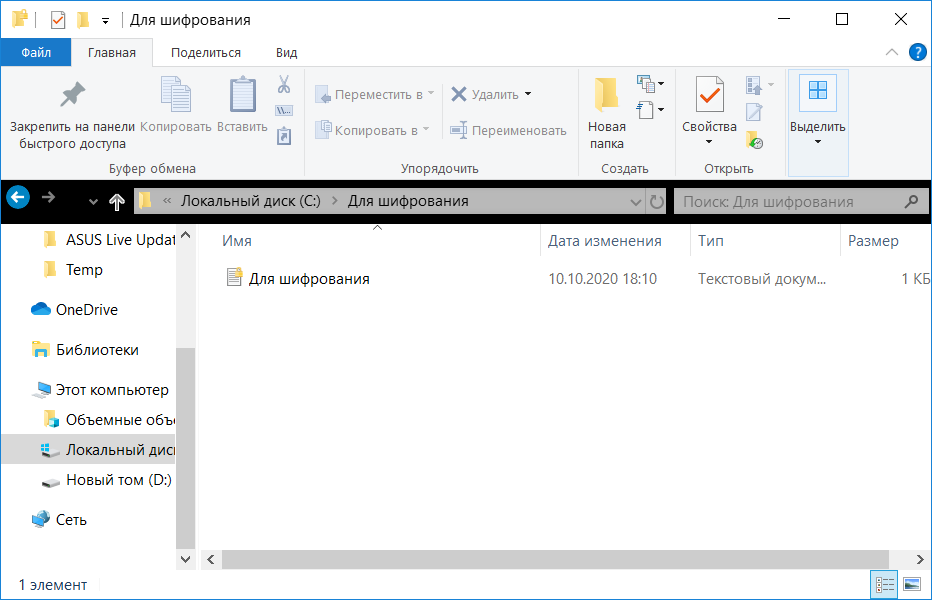 Для шифрования
Файл Главная Поделиться Вид
Закрепить на панели быстрого доступа
Копировать
Вставить
Буфер обмена
Переместить в
Копировать в
Удалить
Переименовать
Упорядочить
Новая папка
Создать
Свойства
Открыть
Выделить
« Локальный диск (C:) > Для шифрования
Поиск: Для шифрования
Имя Дата изменения Тип Размер
Для шифрования 10.10.2020 18:10 Текстовый докум... 1 КБ
ASUS Live Updat
Temp
OneDrive
Библиотеки
Этот компьютер
Объемные объе
Локальный диск
Новый том (D:)
Сеть
1 элемент